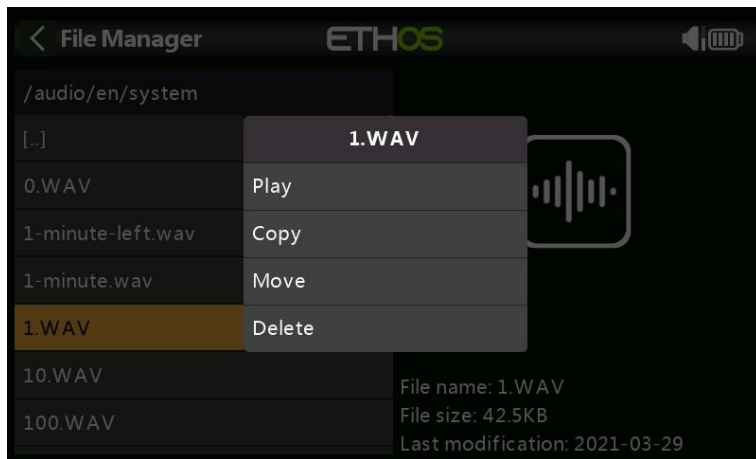 File Manager
ETHOS
/audio/en/system
[..]
0.WAV
1-minute-left.wav
1-minute.wav
1.WAV
10.WAV
100.WAV
1.WAV
Play
Copy
Move
Delete
File name: 1.WAV
File size: 42.5KB
Last modification: 2021-03-29